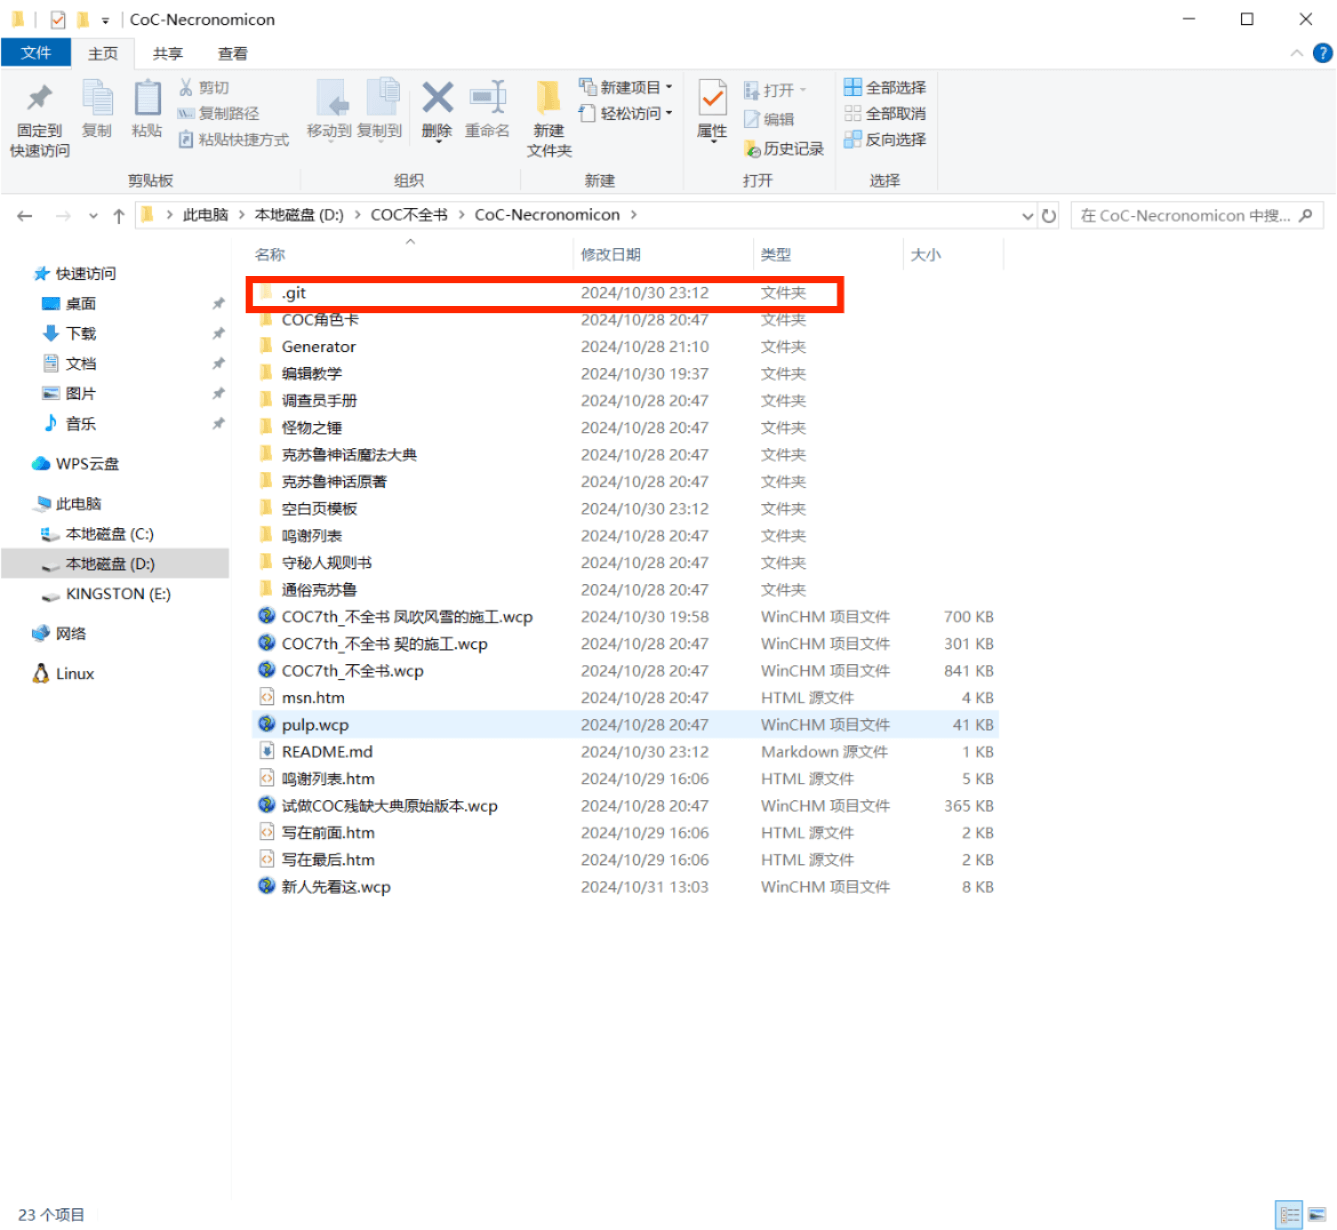 CoC-Necronomicon
文件 主页 共享 查看
固定到快速访问
复制
粘贴
剪切
复制路径
粘贴快捷方式
移动到 复制到 删除 重命名
新建文件夹
新建项目
轻松访问
属性
打开
编辑
历史记录
全部选择
全部取消
反向选择
剪贴板 组织 新建 打开 选择
此电脑 本地磁盘 (D:) COC不全书 CoC-Necronomicon
在 CoC-Necronomicon 中搜...
快速访问
桌面
下载
文档
图片
音乐
WPS云盘
此电脑
本地磁盘 (C:)
本地磁盘 (D:)
KINGSTON (E:)
网络
Linux
名称 修改日期 类型 大小
.git 2024/10/30 23:12 文件夹
COC角色卡 2024/10/28 20:47 文件夹
Generator 2024/10/28 21:10 文件夹
编辑教学 2024/10/30 19:37 文件夹
调查员手册 2024/10/28 20:47 文件夹
怪物之锤 2024/10/28 20:47 文件夹
克苏鲁神话魔法大典 2024/10/28 20:47 文件夹
克苏鲁神话原著 2024/10/28 20:47 文件夹
空白页模板 2024/10/30 23:12 文件夹
鸣谢列表 2024/10/28 20:47 文件夹
守秘人规则书 2024/10/28 20:47 文件夹
通俗克苏鲁 2024/10/28 20:47 文件夹
COC7th_不全书 凤吹风雪的施工.wcp 2024/10/30 19:58 WinCHM 项目文件 700 KB
COC7th_不全书 契的施工.wcp 2024/10/28 20:47 WinCHM 项目文件 301 KB
COC7th_不全书.wcp 2024/10/28 20:47 WinCHM 项目文件 841 KB
msn.htm 2024/10/28 20:47 HTML 源文件 4 KB
pulp.wcp 2024/10/28 20:47 WinCHM 项目文件 41 KB
README.md 2024/10/30 23:12 Markdown 源文件 1 KB
鸣谢列表.htm 2024/10/29 16:06 HTML 源文件 5 KB
试做COC残缺大典原始版本.wcp 2024/10/28 20:47 WinCHM 项目文件 365 KB
写在前面.htm 2024/10/29 16:06 HTML 源文件 2 KB
写在最后.htm 2024/10/29 16:06 HTML 源文件 2 KB
新人先看这.wcp 2024/10/31 13:03 WinCHM 项目文件 8 KB
23 个项目